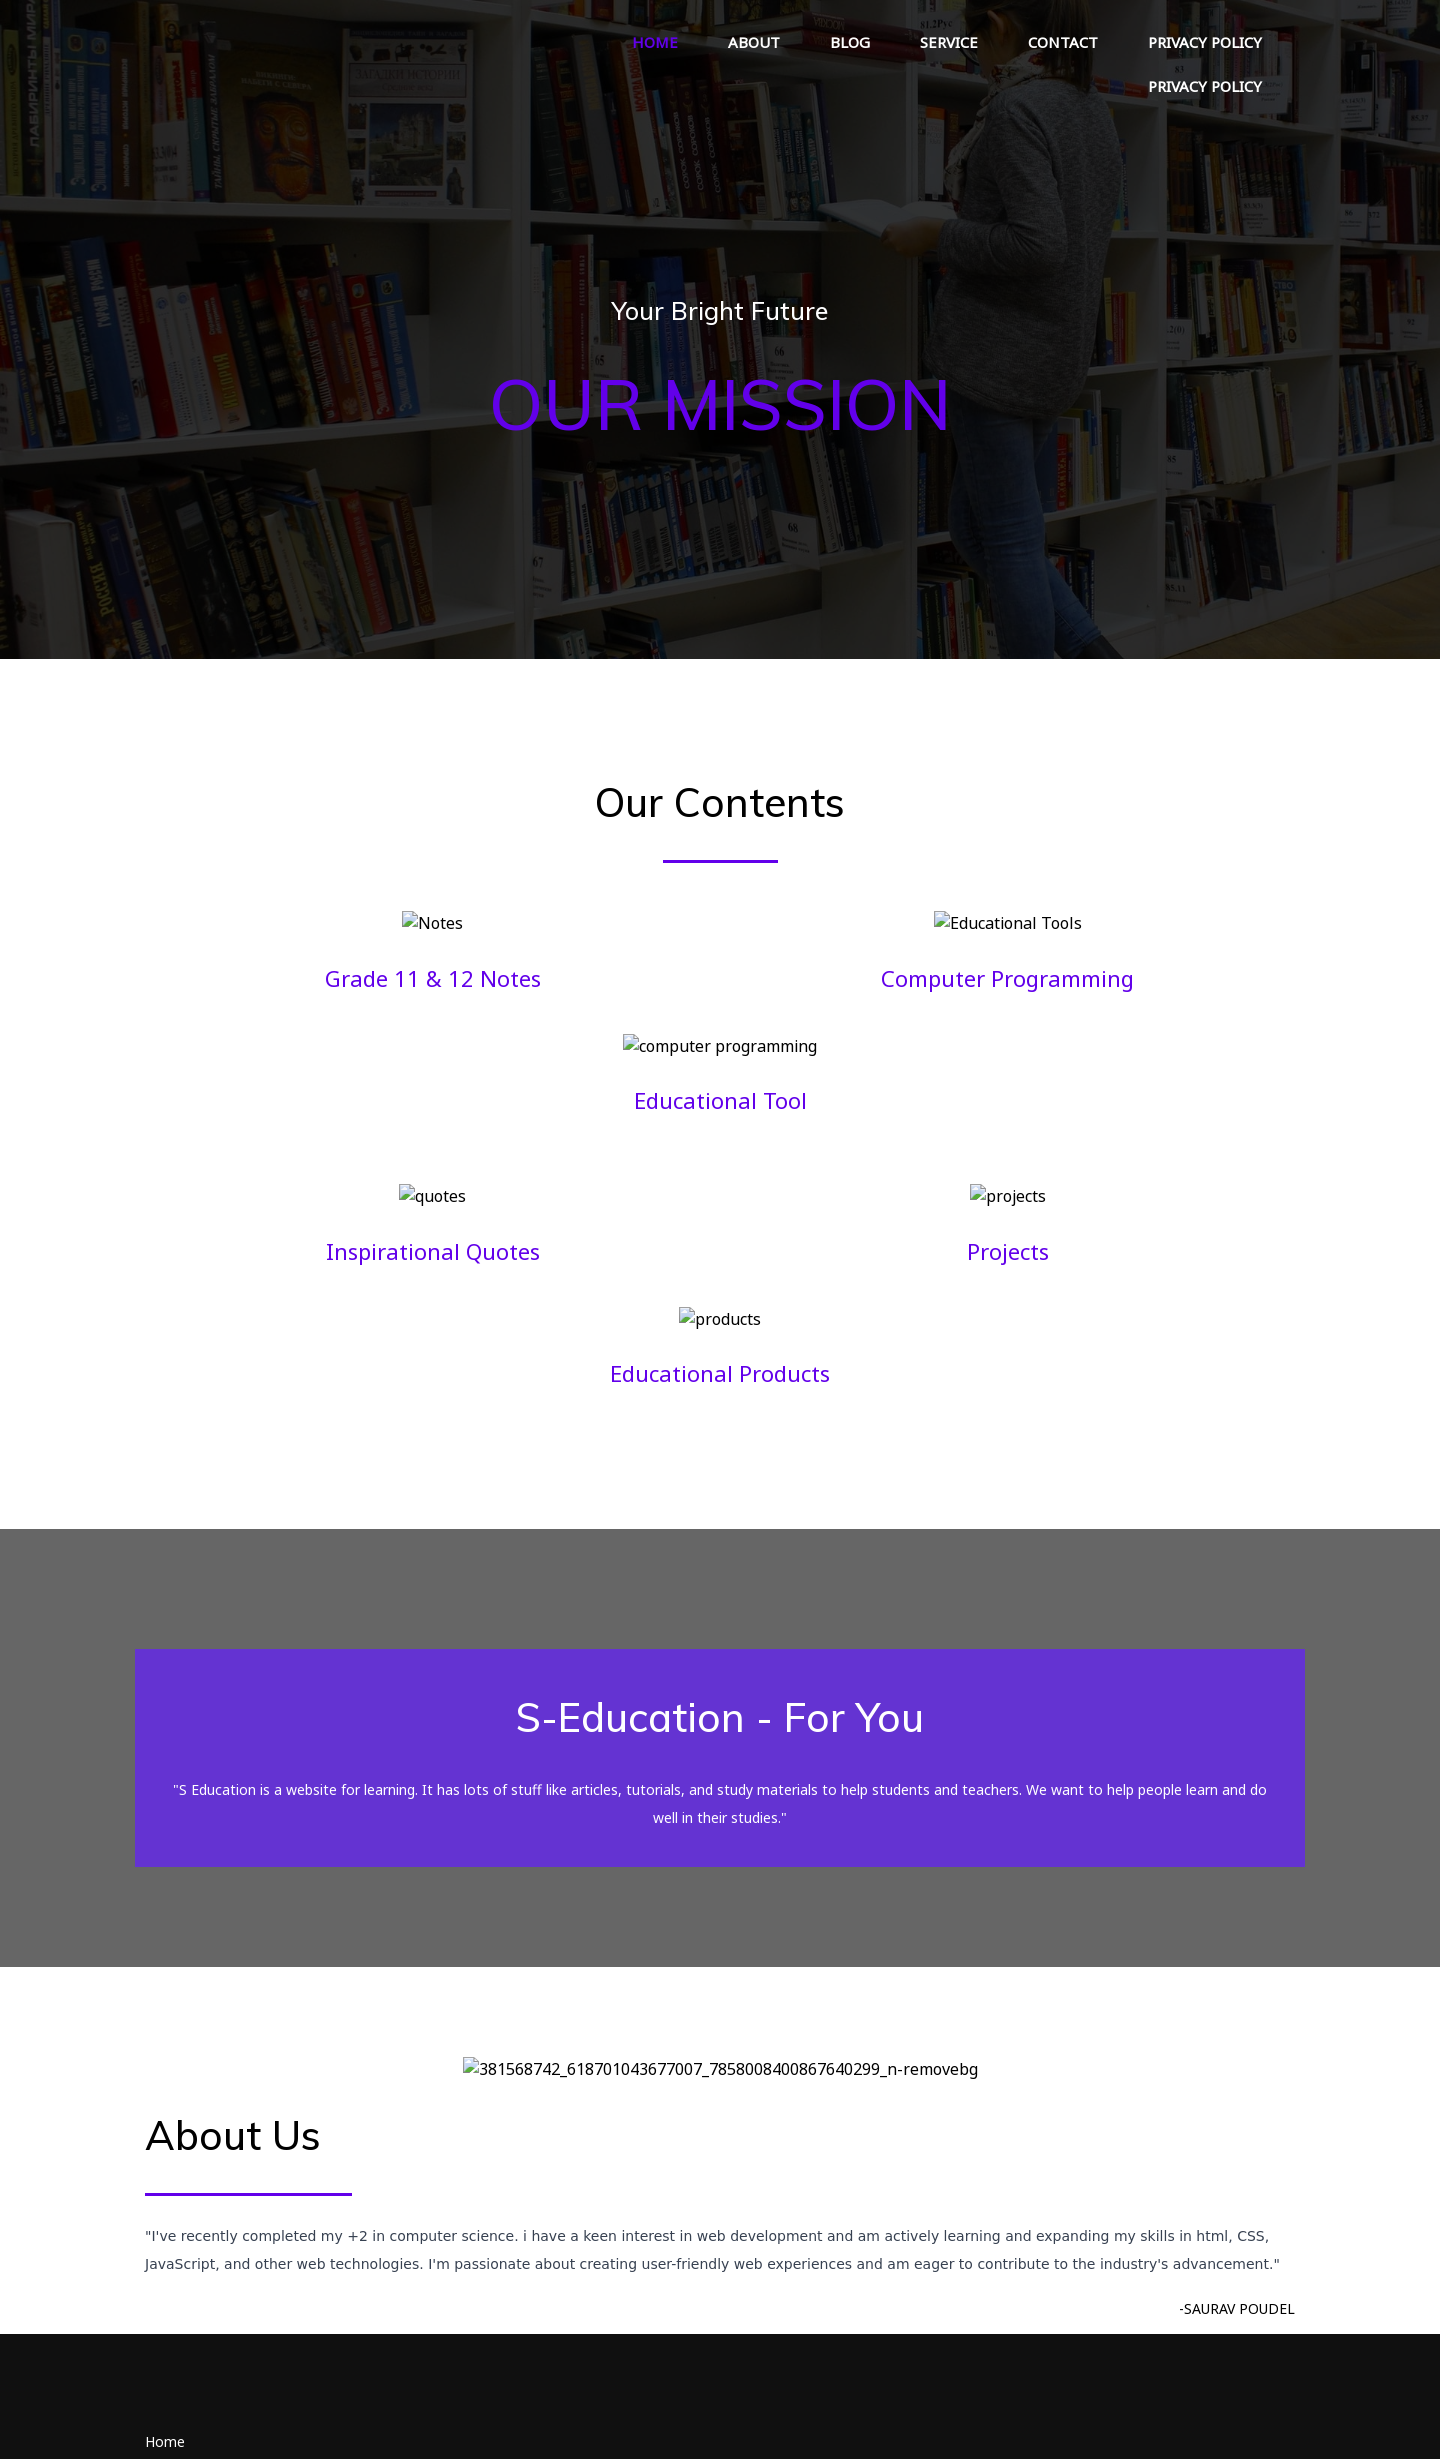 HOME ABOUT BLOG SERVICE CONTACT PRIVACY POLICY
PRIVACY POLICY
ЗАГАДКИ ИСТОРИИ
Your Bright Future
OUR MISSION
Our Contents
Notes
Educational Tools
Grade 11 & 12 Notes
Computer Programming
computer programming
Educational Tool
quotes
projects
Inspirational Quotes
Projects
products
Educational Products
S-Education - For You
"S Education is a website for learning. It has lots of stuff like articles, tutorials, and study materials to help students and teachers. We want to help people learn and do
well in their studies."
381568742_618701043677007_7858008400867640299_n-removebg
About Us
"I've recently completed my +2 in computer science. i have a keen interest in web development and am actively learning and expanding my skills in html, CSS,
JavaScript, and other web technologies. I'm passionate about creating user-friendly web experiences and am eager to contribute to the industry's advancement."
-SAURAV POUDEL
Home